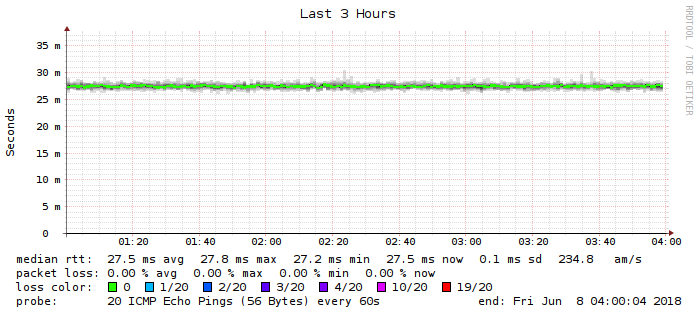 Last 3 Hours
RRDTOOL / TOBI OETIKER
Seconds
35 m
30 m
25 m
20 m
15 m
10 m
5 m
0
01:20 01:40 02:00 02:20 02:40 03:00 03:20 03:40 04:00
median rtt: 27.5 ms avg 27.8 ms max 27.2 ms min 27.5 ms now 0.1 ms sd 234.8 am/s
packet loss: 0.00 % avg 0.00 % max 0.00 % min 0.00 % now
loss color: 0 1/20 2/20 3/20 4/20 10/20 19/20
probe: 20 ICMP Echo Pings (56 Bytes) every 60s end: Fri Jun 8 04:00:04 2018